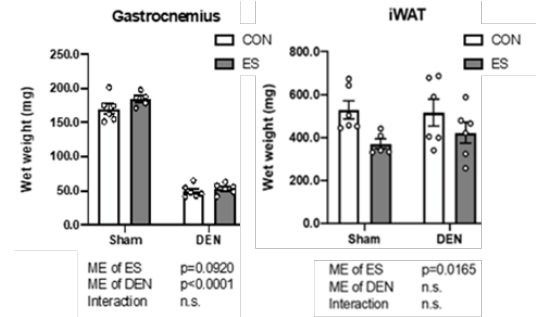 Gastrocnemius
CON
ES
Wet weight (mg)
250.0
200.0
150.0
100.0
50.0
0.0
Sham DEN
ME of ES p=0.0920
ME of DEN p<0.0001
Interaction n.s.
iWAT
CON
ES
Wet weight (mg)
800.0
600.0
400.0
200.0
0.0
Sham DEN
ME of ES p=0.0165
ME of DEN n.s.
Interaction n.s.